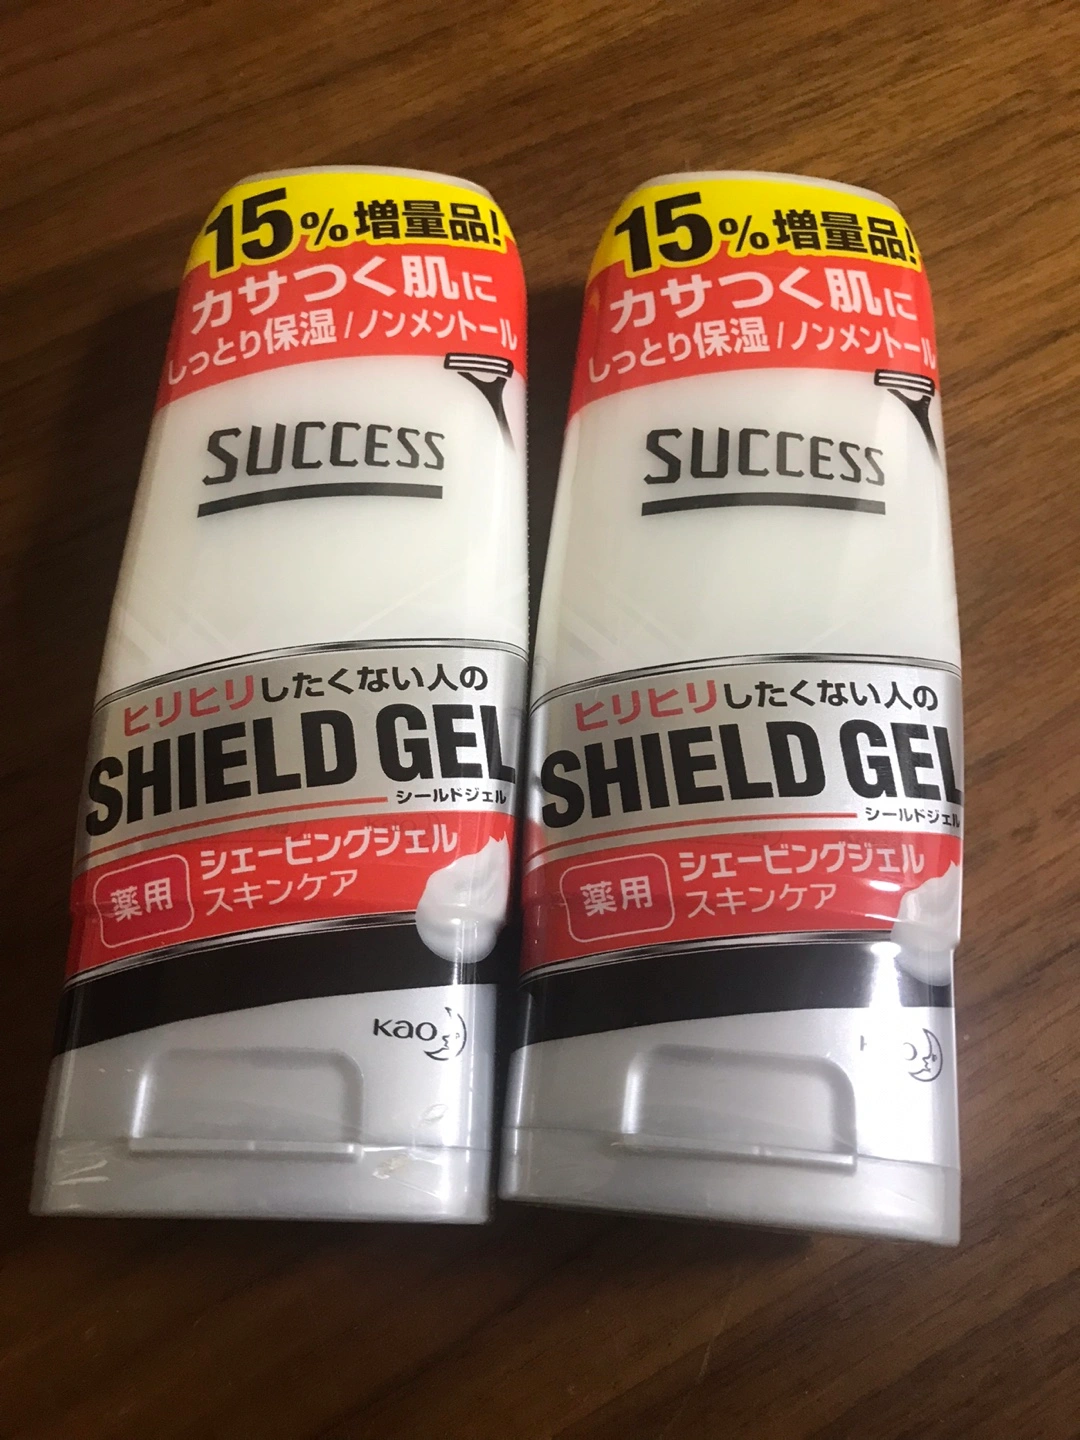 15%増量品!
カサつく肌に
しっとり保湿/ノンメントール
SUCCESS
ヒリヒリしたくない人の
SHIELD GEL
シールドジェル
薬用
シェービングジェル
スキンケア
Kao
15%増量品!
カサつく肌に
しっとり保湿/ノンメントール
SUCCESS
ヒリヒリしたくない人の
SHIELD GEL
シールドジェル
薬用
シェービングジェル
スキンケア